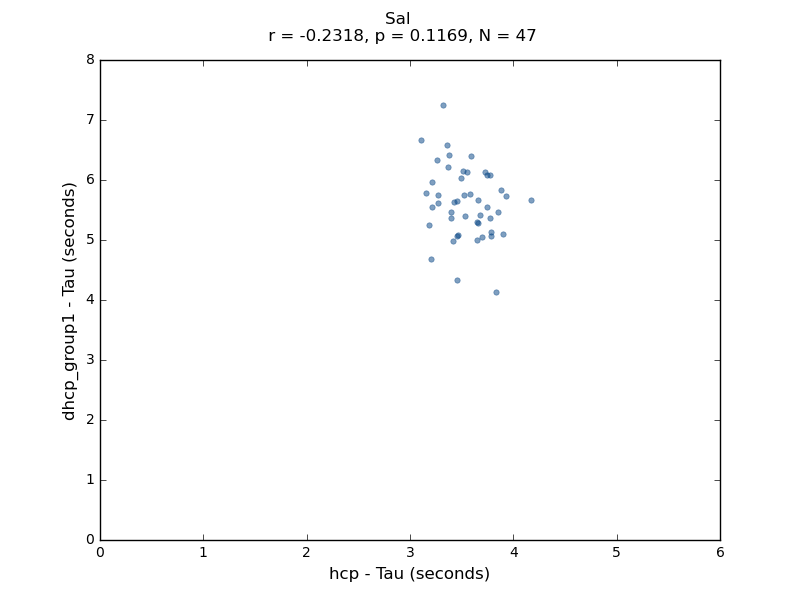 Sal
r = -0.2318, p = 0.1169, N = 47
8
7
6
5
4
3
2
1
0
dhcp_group1 - Tau (seconds)
0 1 2 3 4 5 6
hcp - Tau (seconds)